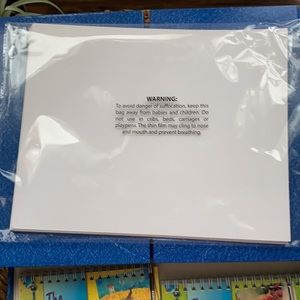 WARNING:
To avoid danger of suffocation, keep this
bag away from babies and children. Do
not use in cribs, beds, carriages or
playpens. The thin film may cling to nose
and mouth and prevent breathing.
The